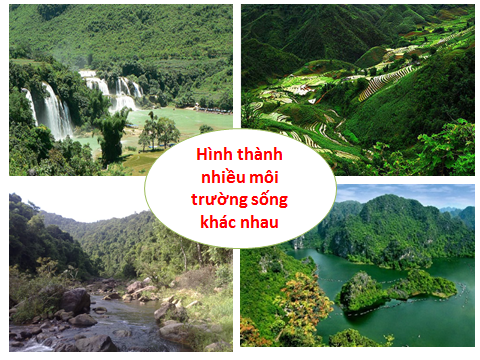 Hình thành
nhiều môi
trường sống
khác nhau